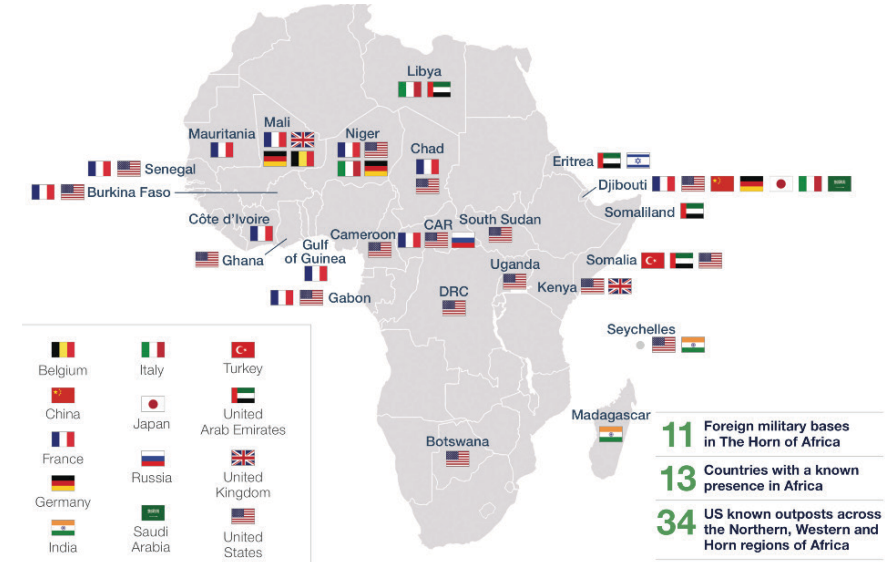 Libya
Mali
Mauritania
Niger
Chad
Senegal
Burkina Faso
Eritrea
Djibouti
Somaliland
Côte d'Ivoire
Ghana
Gulf
of Guinea
Cameroon
CAR
South Sudan
Gabon
Uganda
Somalia
DRC
Kenya
Seychelles
Madagascar
Botswana
Belgium
China
France
Germany
India
Italy
Japan
Russia
Saudi
Arabia
Turkey
United
Arab Emirates
United
Kingdom
United
States
11
Foreign military bases
in The Horn of Africa
13
Countries with a known
presence in Africa
34
US known outposts across
the Northern, Western and
Horn regions of Africa